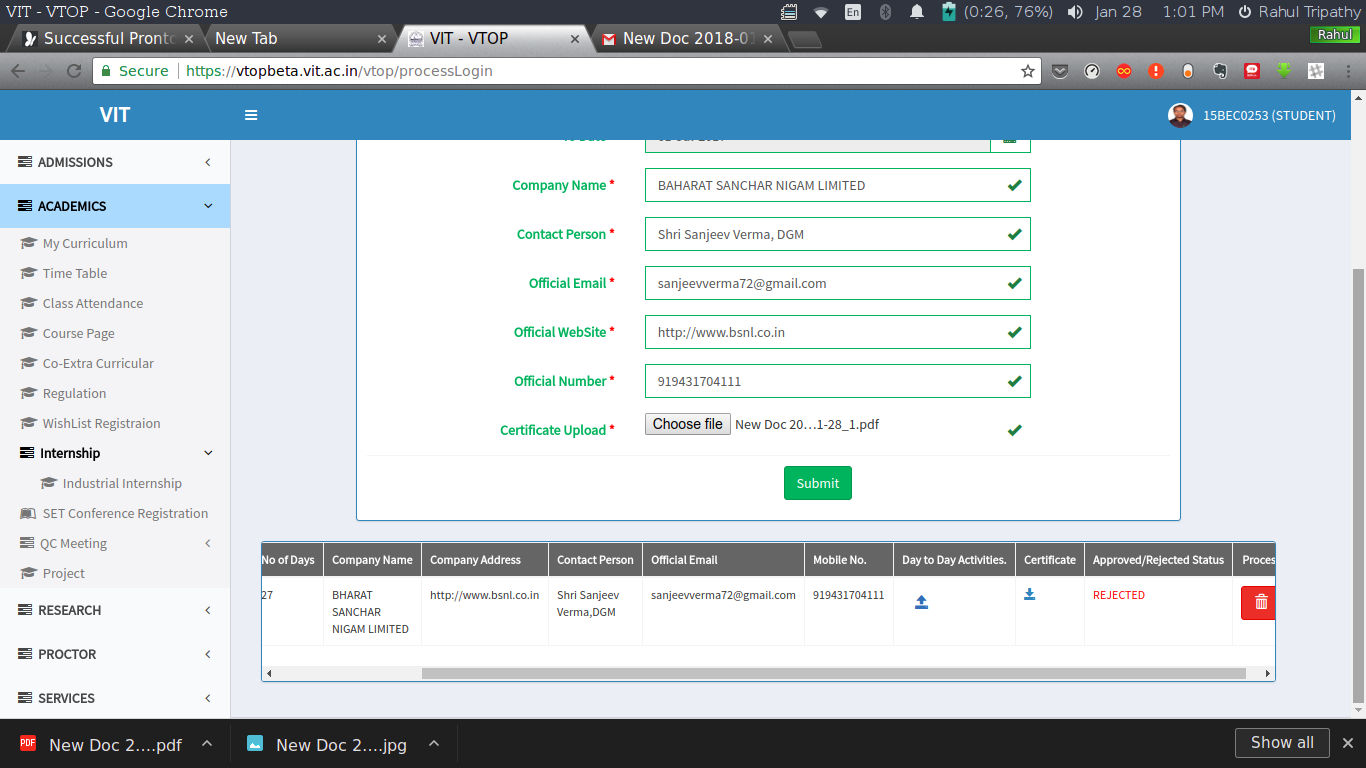 VIT - VTOP - Google Chrome
En
(0:26, 76%)
Jan 28
1:01 PM
Rahul Tripathy
Successful Pront
New Tab
VIT - VTOP
New Doc 2018-01
Rahul
Secure
https://vtopbeta.vit.ac.in/vtop/processLogin
VIT
15BEC0253 (STUDENT)
ADMISSIONS
ACADEMICS
My Curriculum
Time Table
Class Attendance
Course Page
Co-Extra Curricular
Regulation
WishList Registraion
Internship
Industrial Internship
SET Conference Registration
QC Meeting
Project
RESEARCH
PROCTOR
SERVICES
Company Name *
BAHARAT SANCHAR NIGAM LIMITED
Contact Person *
Shri Sanjeev Verma, DGM
Official Email *
sanjeevverma72@gmail.com
Official WebSite *
http://www.bsnl.co.in
Official Number *
919431704111
Certificate Upload *
Choose file New Doc 20…1-28_1.pdf
Submit
No of Days Company Name Company Address Contact Person Official Email Mobile No. Day to Day Activities. Certificate Approved/Rejected Status Proces
27 BHARAT http://www.bsnl.co.in Shri Sanjeev sanjeevverma72@gmail.com 919431704111 REJECTED
SANCHAR Verma,DGM
NIGAM LIMITED
PDF New Doc 2....pdf
New Doc 2....jpg
Show all